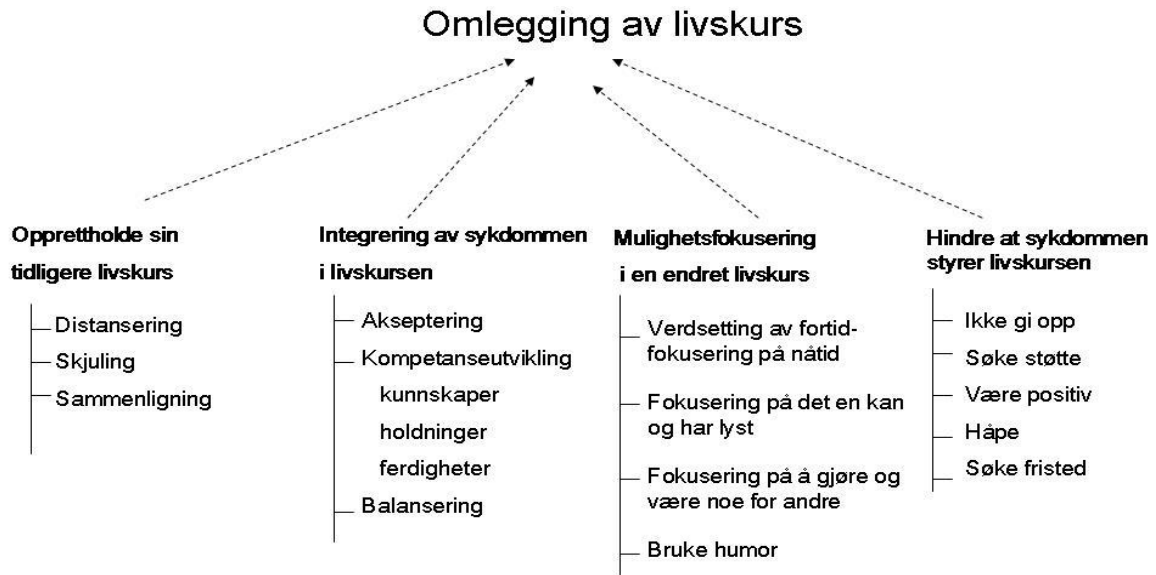 Omlegging av livskurs
Opprettholde sin
tidligere livskurs
Distansering
Skjuling
Sammenligning
Integrering av sykdommen
i livskursen
Akseptering
Kompetanseutvikling
kunnskaper
holdninger
ferdigheter
Balansering
Mulighetsfokusering
i en endret livskurs
Verdsetting av fortid-
fokusering på nåtid
Fokusering på det en kan
og har lyst
Fokusering på å gjøre og
være noe for andre
Bruke humor
Hindre at sykdommen
styrer livskursen
Ikke gi opp
Søke støtte
Være positiv
Håpe
Søke fristed